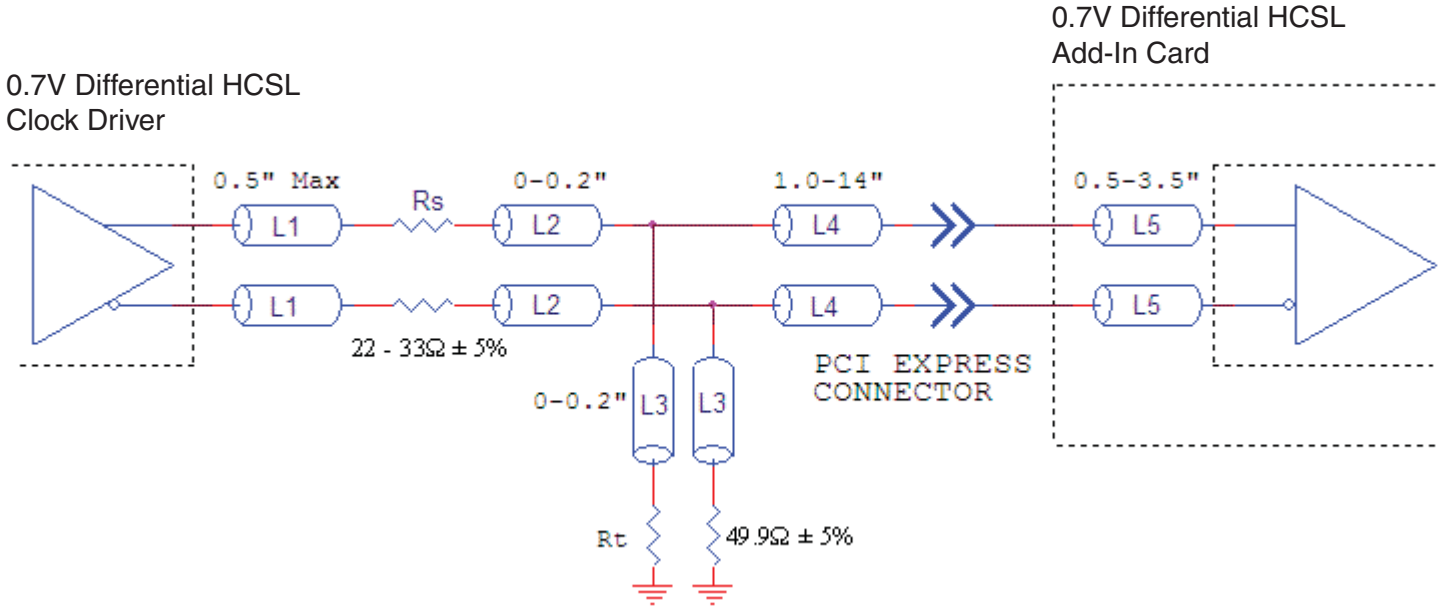 0.7V Differential HCSL
Add-In Card
0.7V Differential HCSL
Clock Driver
0.5" Max
0-0.2"
1.0-14"
0.5-3.5"
L1
Rs
L2
L4
L5
L1
L2
L4
L5
22 - 33Ω ± 5%
PCI EXPRESS
CONNECTOR
0-0.2"
L3
L3
Rt
49.9Ω ± 5%